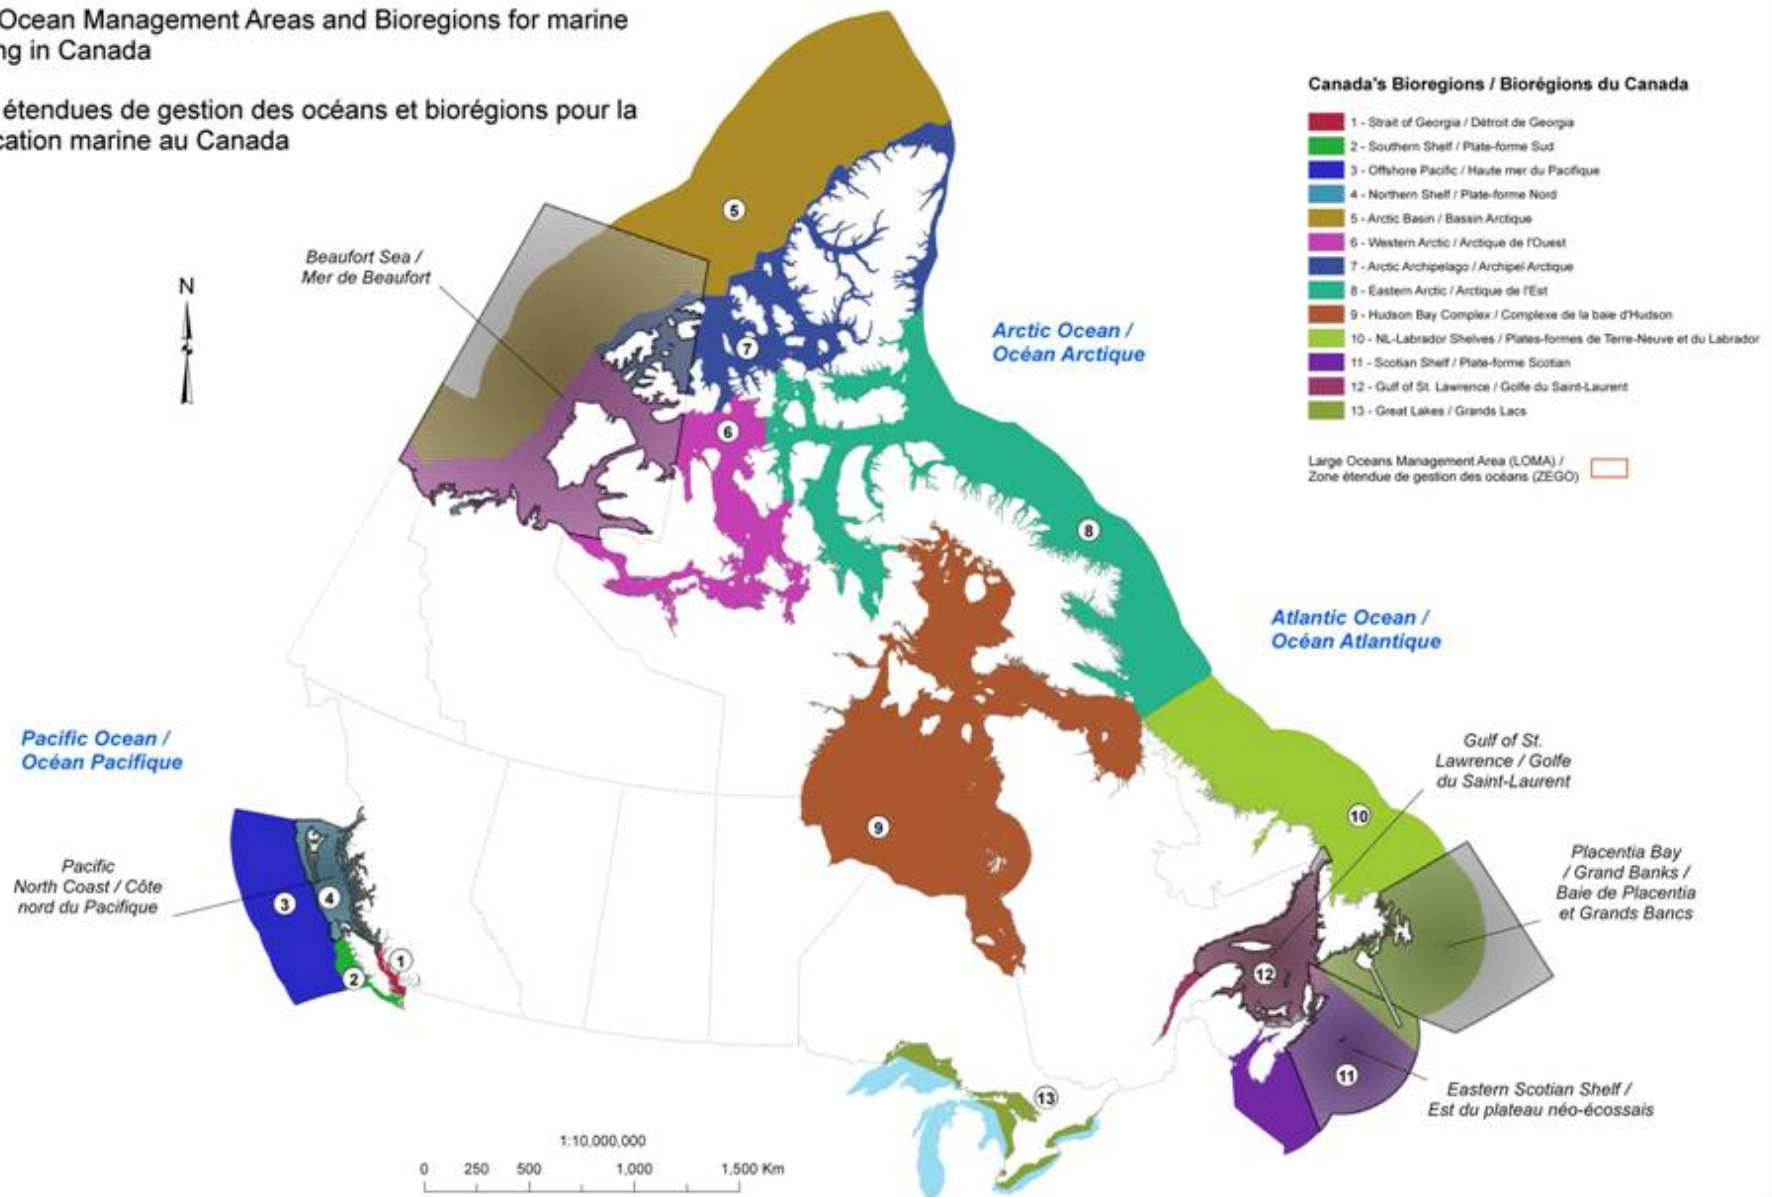 Ocean Management Areas and Bioregions for marine
ng in Canada
étendues de gestion des océans et biorégions pour la
cation marine au Canada
Canada's Bioregions / Biorégions du Canada
1 - Strait of Georgia / Détroit de Georgia
2 - Southern Shelf / Plate-forme Sud
3 - Offshore Pacific / Haute mer du Pacifique
4 - Northern Shelf / Plate-forme Nord
5 - Arctic Basin / Bassin Arctique
6 - Western Arctic / Arctique de l'Ouest
7 - Arctic Archipelago / Archipel Arctique
8 - Eastern Arctic / Arctique de l'Est
9 - Hudson Bay Complex / Complexe de la baie d'Hudson
10 - NL-Labrador Shelves / Plates-formes de Terre-Neuve et du Labrador
11 - Scotian Shelf / Plate-forme Scotian
12 - Gulf of St. Lawrence / Golfe du Saint-Laurent
13 - Great Lakes / Grands Lacs
Large Oceans Management Area (LOMA) /
Zone étendue de gestion des océans (ZEGO)
5
Beaufort Sea /
Mer de Beaufort
N
Arctic Ocean /
Océan Arctique
7
6
8
Atlantic Ocean /
Océan Atlantique
Pacific Ocean /
Océan Pacifique
Gulf of St.
Lawrence / Golfe
du Saint-Laurent
9
10
Pacific
North Coast / Côte
nord du Pacifique
3
4
Placentia Bay
/ Grand Banks /
Baie de Placentia
et Grands Bancs
1
2
12
11
13
Eastern Scotian Shelf /
Est du plateau néo-écossais
1:10,000,000
0 250 500 1,000 1,500 Km